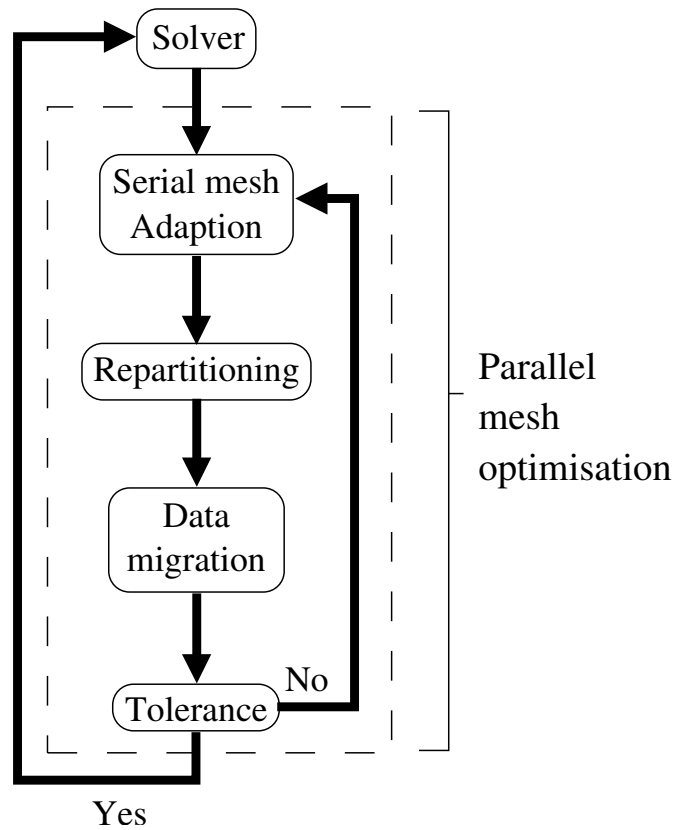 Solver
Serial mesh
Adaption
Repartitioning
Parallel
mesh
optimisation
Data
migration
No
Tolerance
Yes